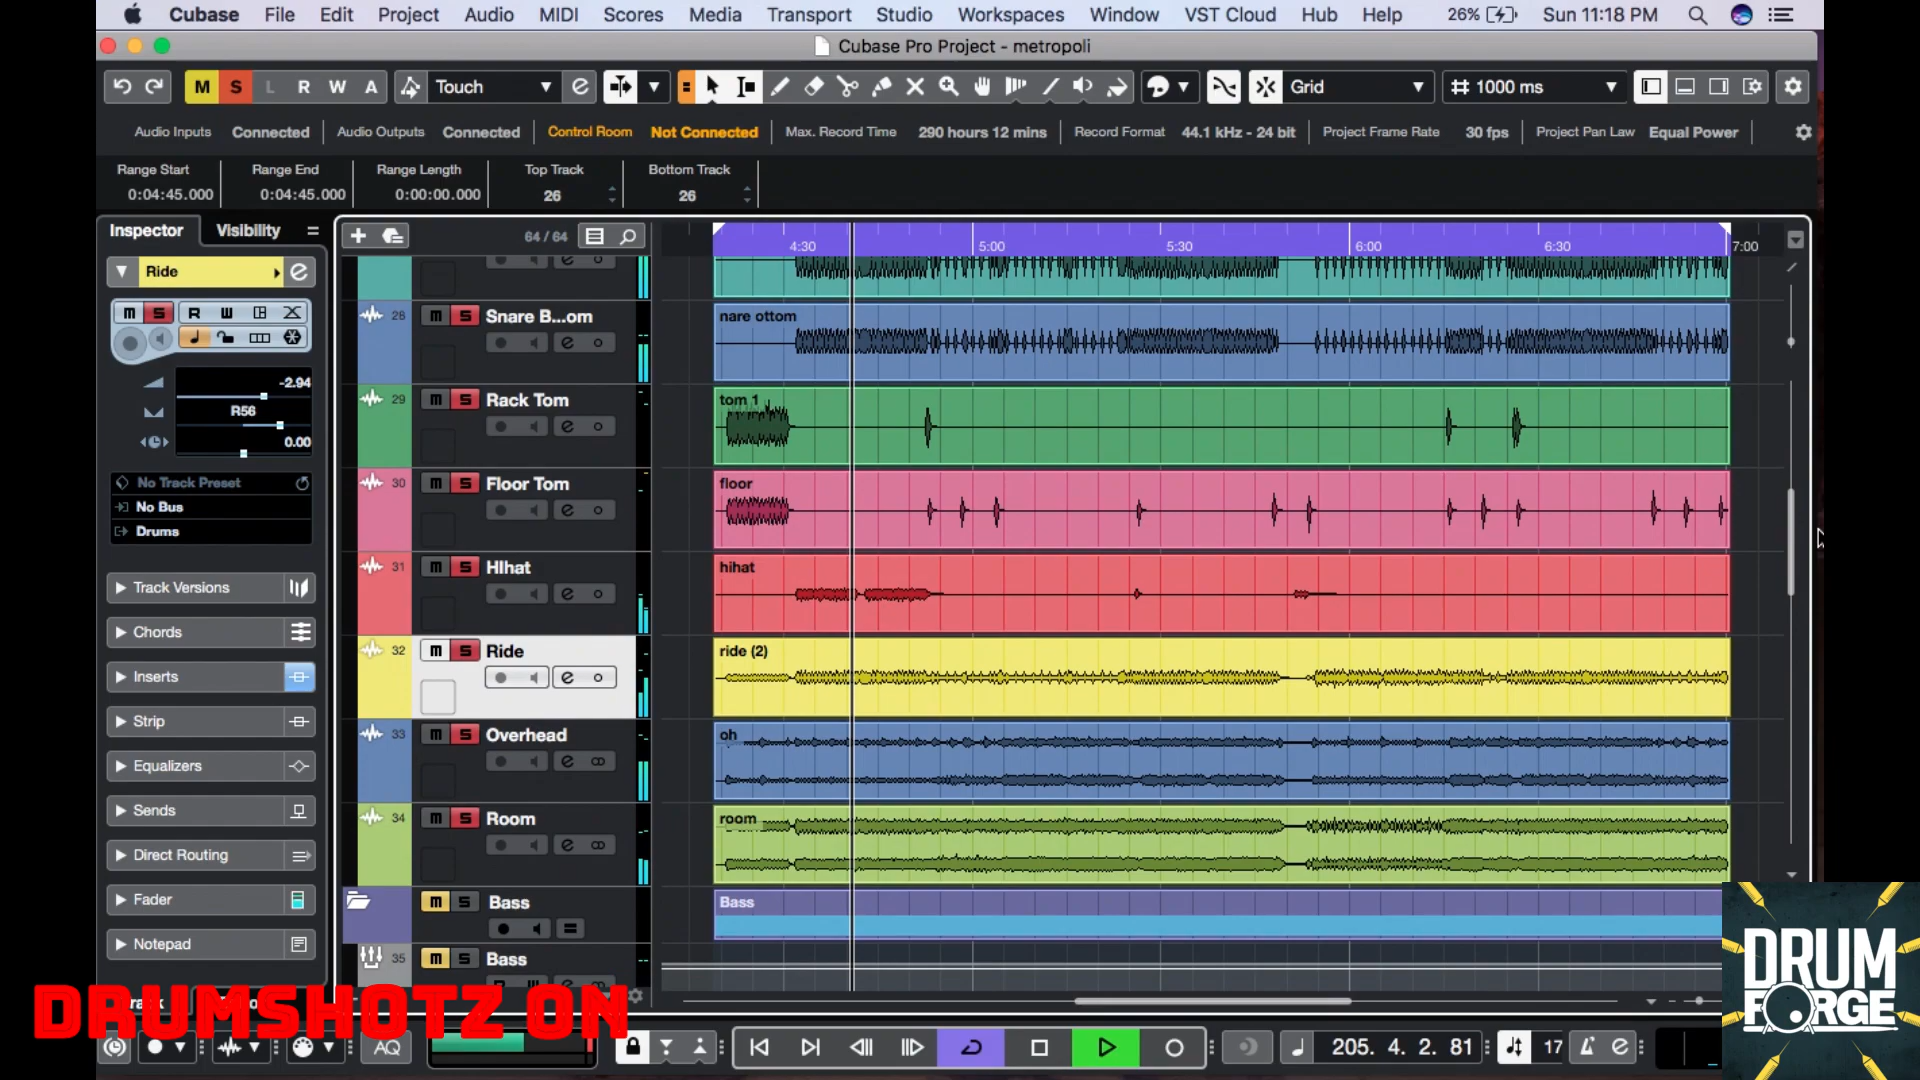 Cubase File Edit Project Audio MIDI Scores Media Transport Studio Workspaces Window VST Cloud Hub Help 26% Sun 11:18 PM
Cubase Pro Project - metropoli
M S L R W A Touch Grid 1000 ms
Audio Inputs Connected Audio Outputs Connected Control Room Not Connected Max. Record Time 290 hours 12 mins Record Format 44.1 kHz - 24 bit Project Frame Rate 30 fps Project Pan Law Equal Power
Range Start Range End Range Length Top Track Bottom Track
0:04:45.000 0:04:45.000 0:00:00.000 26 26
Inspector Visibility 64 / 64
4:30 5:00 5:30 6:00 6:30 7:00
Ride
M S R W
-2.94
R56
0.00
No Track Preset
No Bus
Drums
Track Versions
Chords
Inserts
Strip
Equalizers
Sends
Direct Routing
Fader
Notepad
28 m S Snare B...om nare ottom
29 m S Rack Tom tom 1
30 m S Floor Tom floor
31 m S HIhat hihat
32 m S Ride ride (2)
33 m S Overhead oh
34 m S Room room
m S Bass Bass
35 m S Bass
DRUMSHOTZ ON
AQ 205. 4. 2. 81 17
DRUM
FORGE